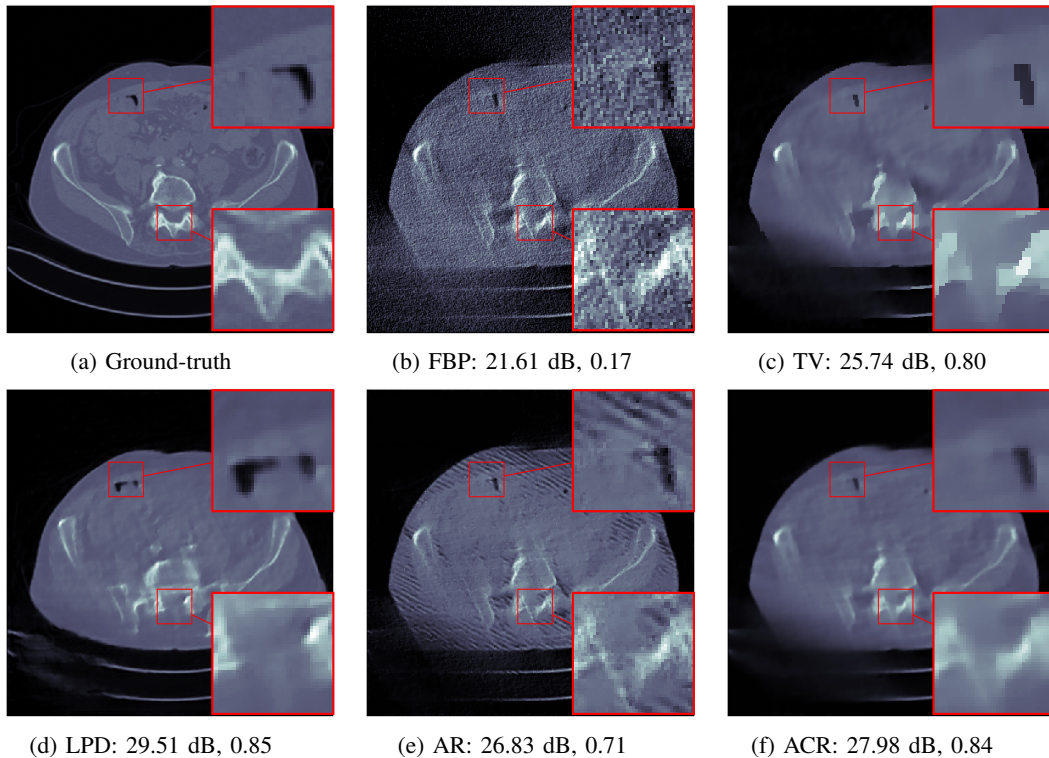 (a) Ground-truth
(b) FBP: 21.61 dB, 0.17
(c) TV: 25.74 dB, 0.80
(d) LPD: 29.51 dB, 0.85
(e) AR: 26.83 dB, 0.71
(f) ACR: 27.98 dB, 0.84